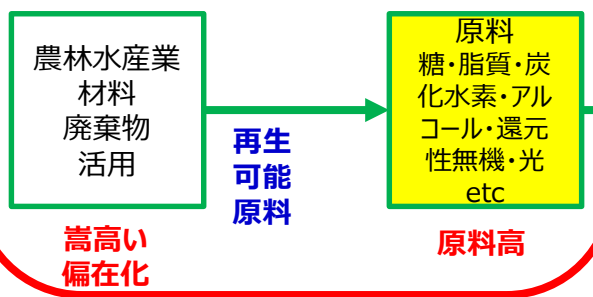 農林水産業
材料
廃棄物
活用
嵩高い
偏在化
再生
可能
原料
原料
糖・脂質・炭
化水素・アル
コール・還元
性無機・光
etc
原料高